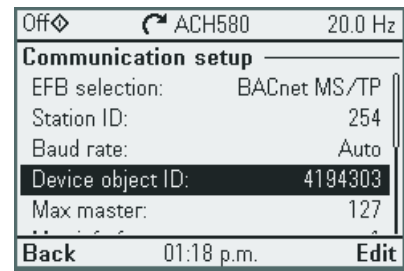 Off ACH580 20.0 Hz
Communication setup
EFB selection: BACnet MS/TP
Station ID: 254
Baud rate: Auto
Device object ID: 4194303
Max master: 127
Back 01:18 p.m. Edit